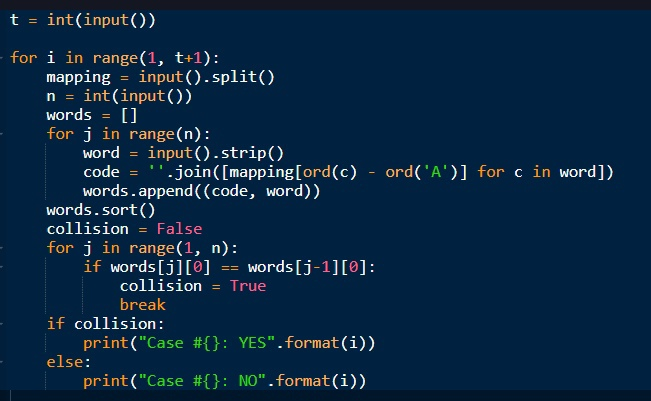 t = int(input())
for i in range(1, t+1):
    mapping = input().split()
    n = int(input())
    words = []
    for j in range(n):
        word = input().strip()
        code = ''.join([mapping[ord(c) - ord('A')] for c in word])
        words.append((code, word))
    words.sort()
    collision = False
    for j in range(1, n):
        if words[j][0] == words[j-1][0]:
            collision = True
            break
    if collision:
        print("Case #{}: YES".format(i))
    else:
        print("Case #{}: NO".format(i))